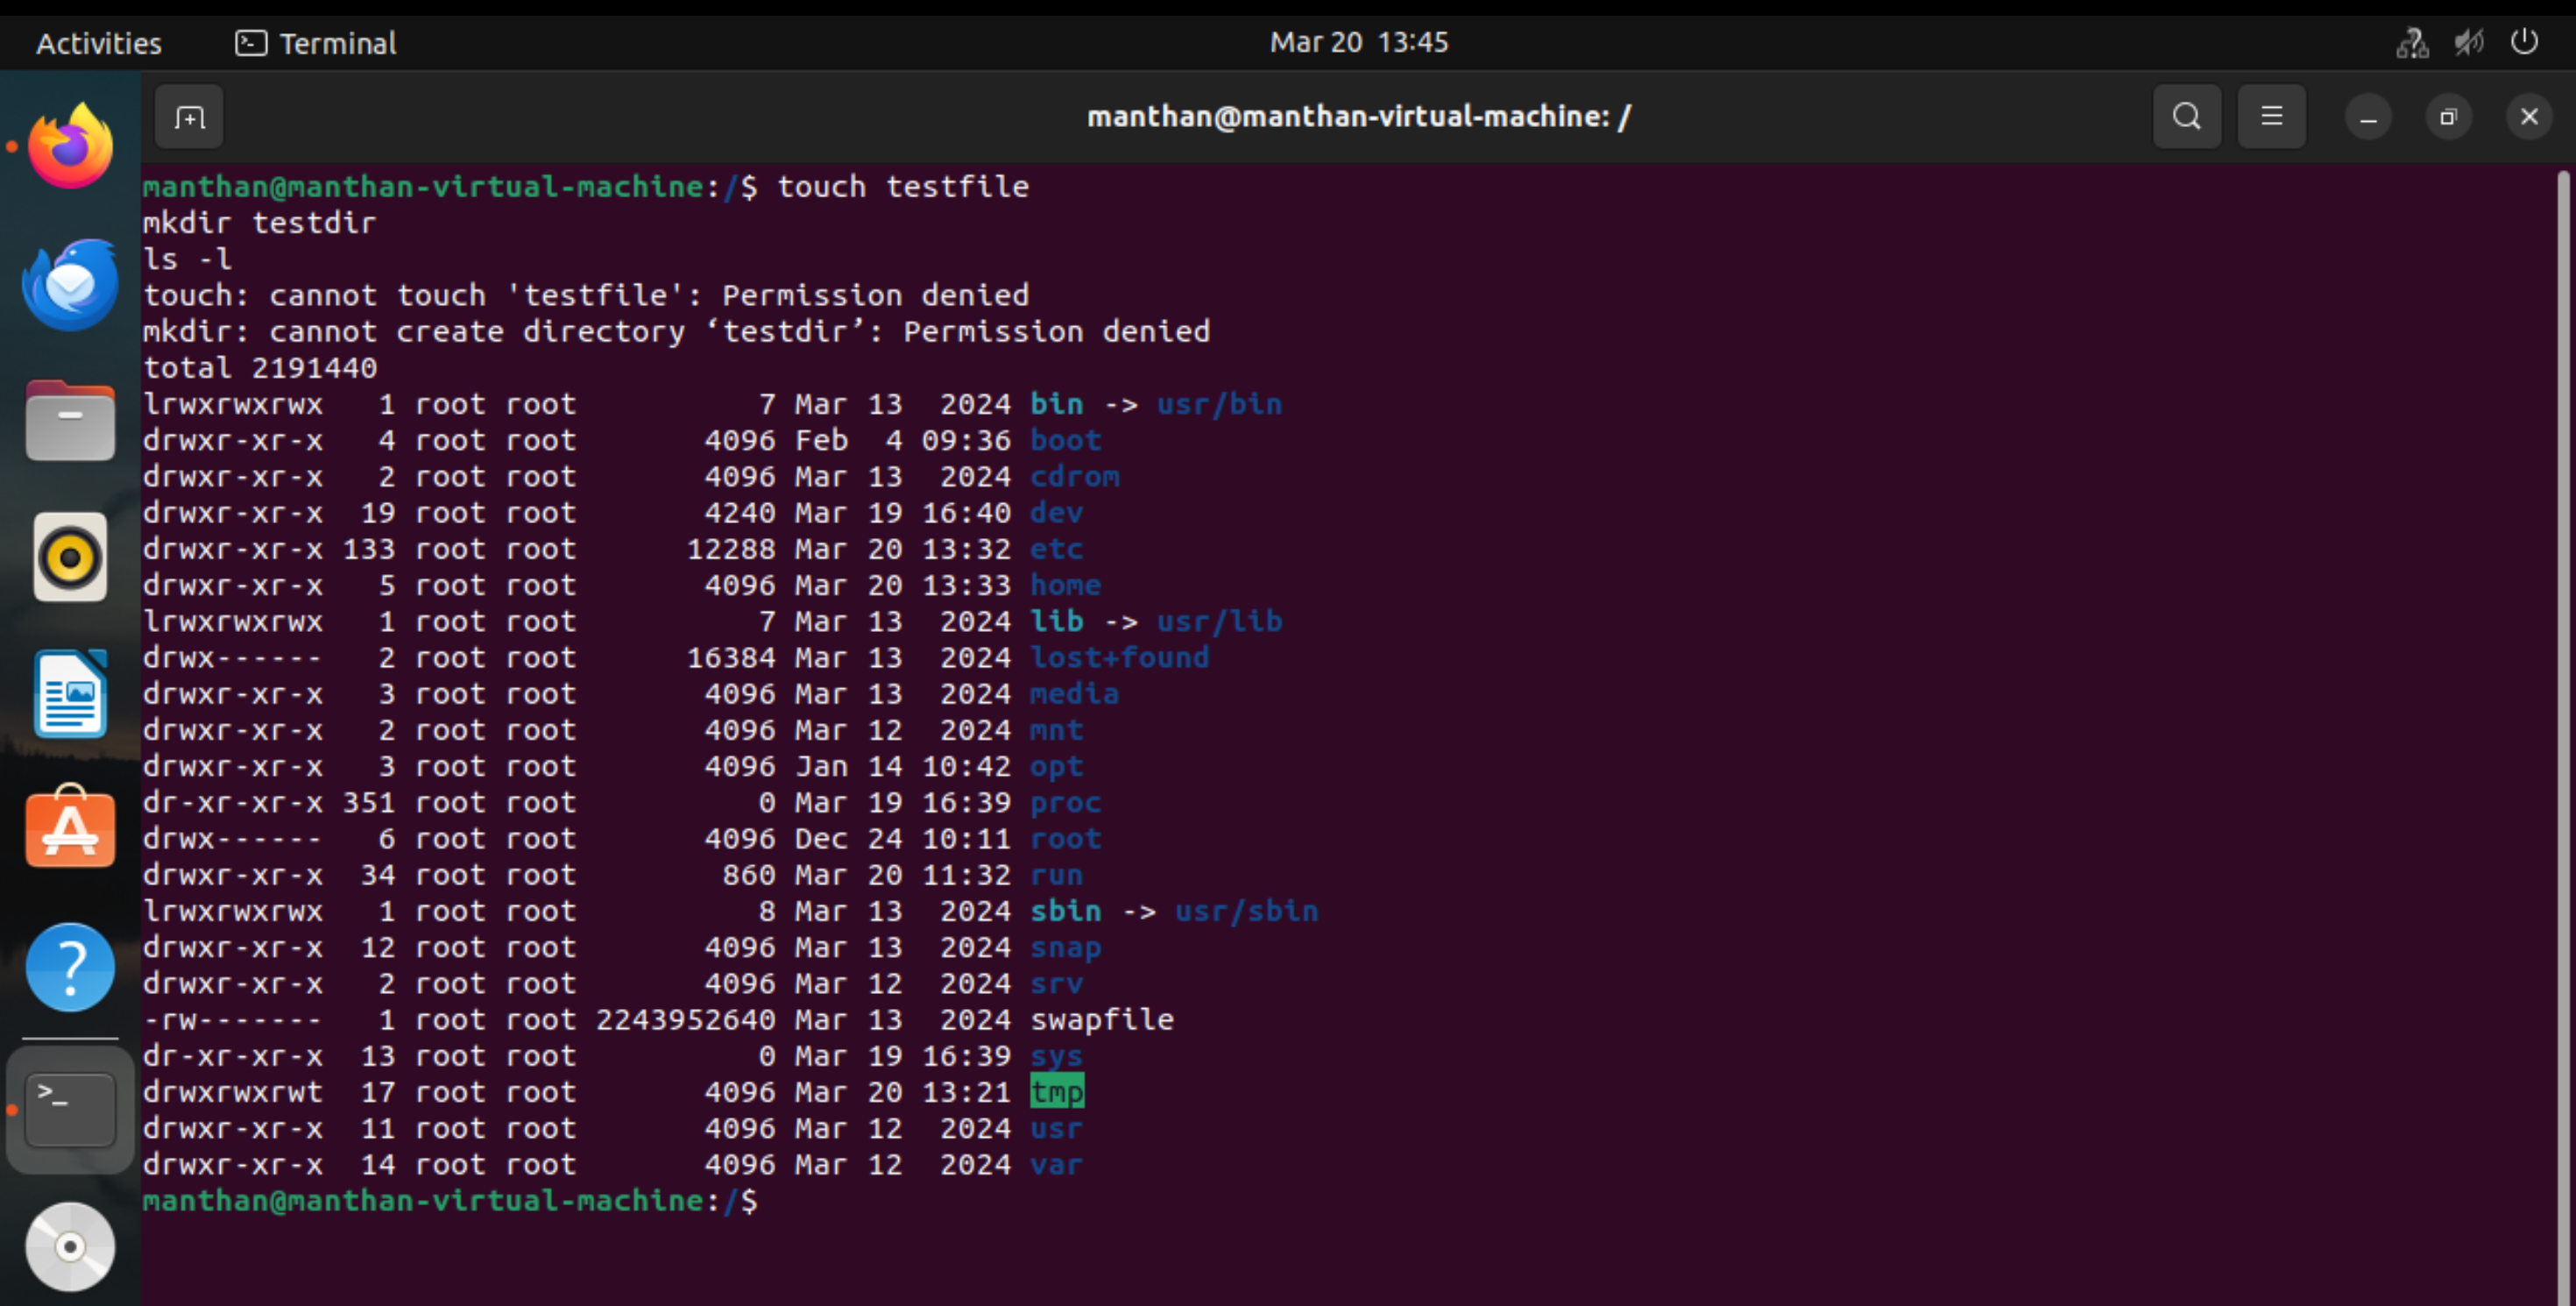 Activities Terminal Mar 20 13:45
manthan@manthan-virtual-machine: /
manthan@manthan-virtual-machine:/$ touch testfile
mkdir testdir
ls -l
touch: cannot touch 'testfile': Permission denied
mkdir: cannot create directory ‘testdir’: Permission denied
total 2191440
lrwxrwxrwx   1 root root          7 Mar 13  2024 bin -> usr/bin
drwxr-xr-x   4 root root       4096 Feb  4 09:36 boot
drwxr-xr-x   2 root root       4096 Mar 13  2024 cdrom
drwxr-xr-x  19 root root       4240 Mar 19 16:40 dev
drwxr-xr-x 133 root root      12288 Mar 20 13:32 etc
drwxr-xr-x   5 root root       4096 Mar 20 13:33 home
lrwxrwxrwx   1 root root          7 Mar 13  2024 lib -> usr/lib
drwx------   2 root root      16384 Mar 13  2024 lost+found
drwxr-xr-x   3 root root       4096 Mar 13  2024 media
drwxr-xr-x   2 root root       4096 Mar 12  2024 mnt
drwxr-xr-x   3 root root       4096 Jan 14 10:42 opt
dr-xr-xr-x 351 root root          0 Mar 19 16:39 proc
drwx------   6 root root       4096 Dec 24 10:11 root
drwxr-xr-x  34 root root        860 Mar 20 11:32 run
lrwxrwxrwx   1 root root          8 Mar 13  2024 sbin -> usr/sbin
drwxr-xr-x  12 root root       4096 Mar 13  2024 snap
drwxr-xr-x   2 root root       4096 Mar 12  2024 srv
-rw-------   1 root root 2243952640 Mar 13  2024 swapfile
dr-xr-xr-x  13 root root          0 Mar 19 16:39 sys
drwxrwxrwt  17 root root       4096 Mar 20 13:21 tmp
drwxr-xr-x  11 root root       4096 Mar 12  2024 usr
drwxr-xr-x  14 root root       4096 Mar 12  2024 var
manthan@manthan-virtual-machine:/$